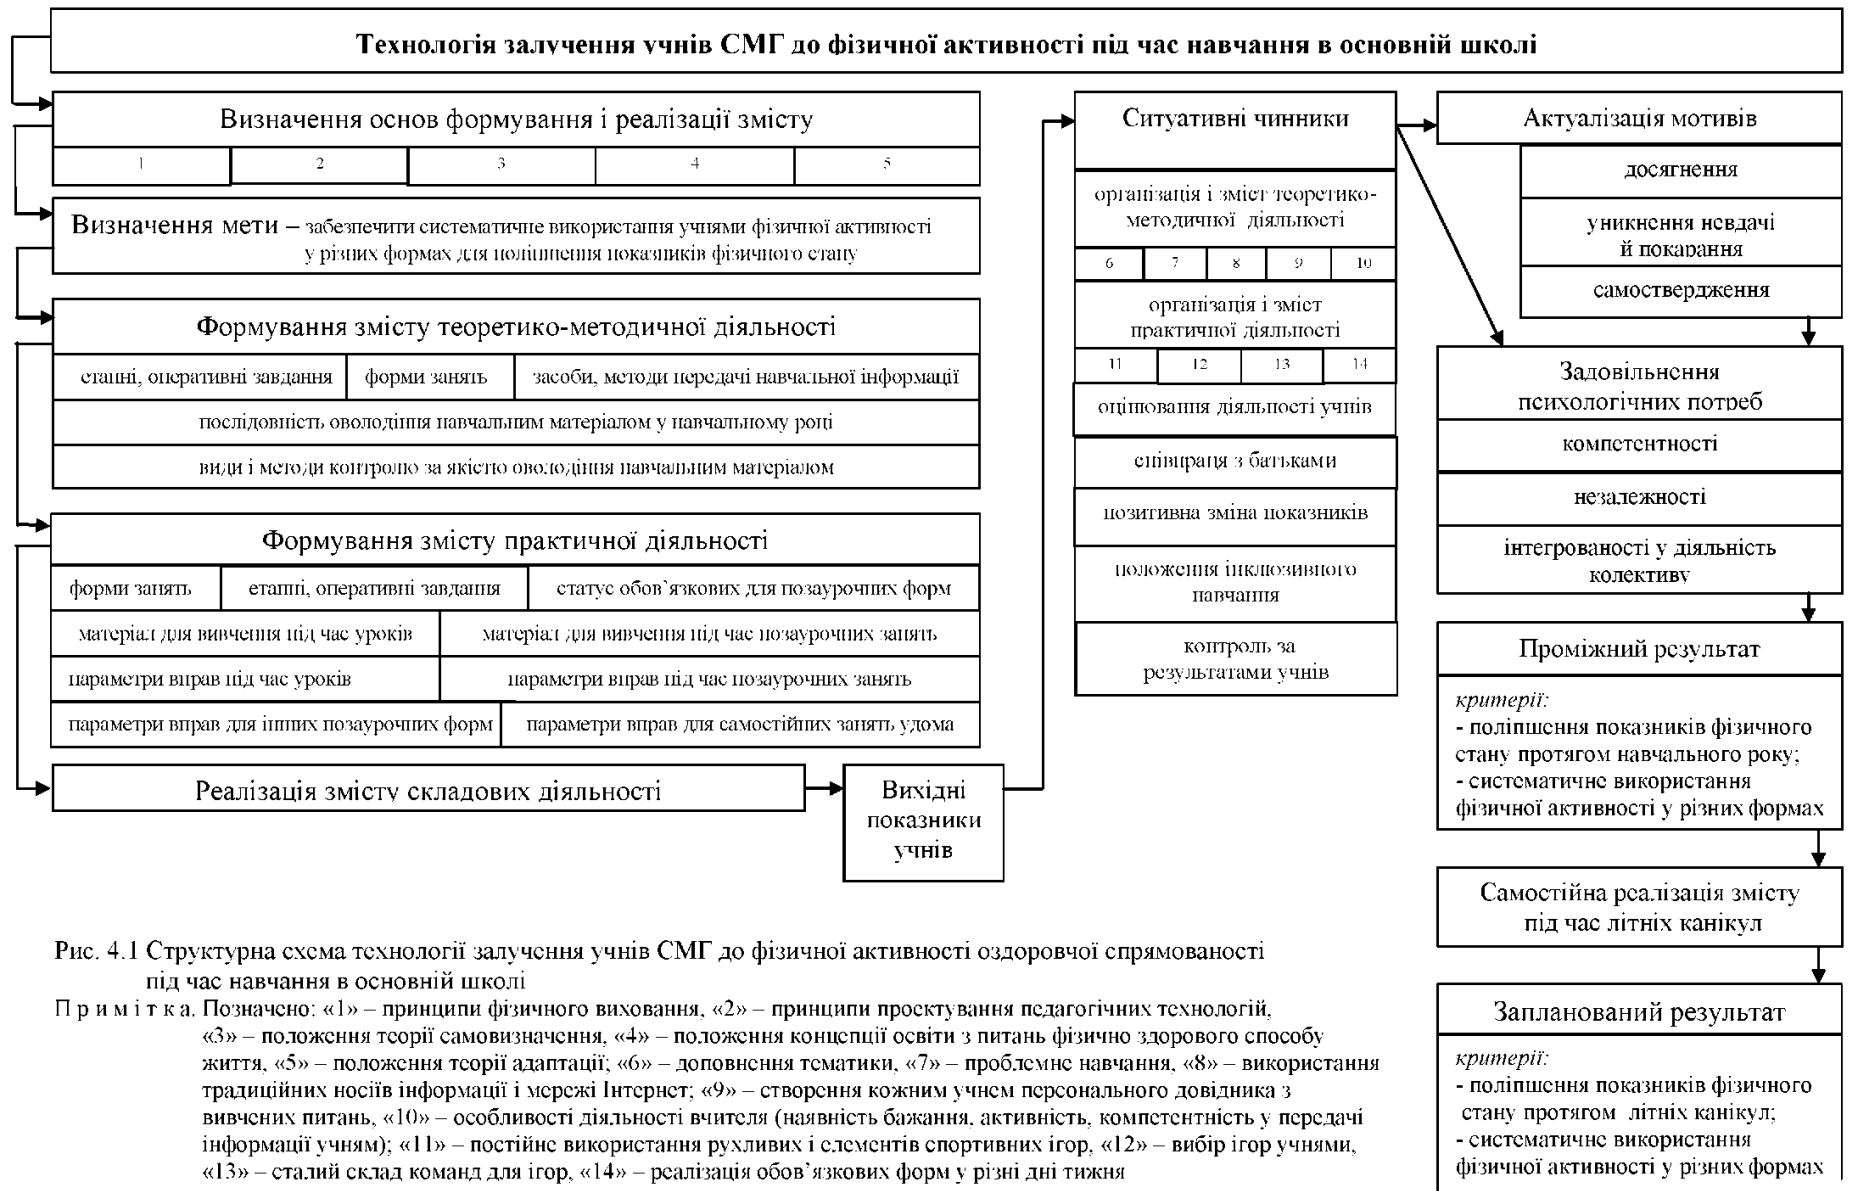 Технологія залучення учнів СМГ до фізичної активності під час навчання в основній школі
Визначення основ формування і реалізації змісту
1 2 3 4 5
Визначення мети – забезпечити систематичне використання учнями фізичної активності
у різних формах для поліпшення показників фізичного стану
Формування змісту теоретико-методичної діяльності
етапні, оперативні завдання форми занять засоби, методи передачі навчальної інформації
послідовність оволодіння навчальним матеріалом у навчальному році
види і методи контролю за якістю оволодіння навчальним матеріалом
Формування змісту практичної діяльності
форми занять етапні, оперативні завдання статус обов’язкових для позаурочних форм
матеріал для вивчення під час уроків матеріал для вивчення під час позаурочних занять
параметри вправ під час уроків параметри вправ під час позаурочних занять
параметри вправ для інших позаурочних форм параметри вправ для самостійних занять удома
Реалізація змісту складових діяльності
Вихідні
показники
учнів
Ситуативні чинники
організація і зміст теоретико-
методичної діяльності
6 7 8 9 10
організація і зміст
практичної діяльності
11 12 13 14
оцінювання діяльності учнів
співпраця з батьками
позитивна зміна показників
положення інклюзивного
навчання
контроль за
результатами учнів
Актуалізація мотивів
досягнення
уникнення невдачі
й покарання
самоствердження
Задовільнення
психологічних потреб
компетентності
незалежності
інтегрованості у діяльність
колективу
Проміжний результат
критерії:
- поліпшення показників фізичного
стану протягом навчального року;
- систематичне використання
фізичної активності у різних формах
Самостійна реалізація змісту
під час літніх канікул
Запланований результат
критерії:
- поліпшення показників фізичного
стану протягом літніх канікул;
- систематичне використання
фізичної активності у різних формах
Рис. 4.1 Структурна схема технології залучення учнів СМГ до фізичної активності оздоровчої спрямованості
під час навчання в основній школі
П р и м і т к а. Позначено: «1» – принципи фізичного виховання, «2» – принципи проектування педагогічних технологій,
«3» – положення теорії самовизначення, «4» – положення концепції освіти з питань фізично здорового способу
життя, «5» – положення теорії адаптації; «6» – доповнення тематики, «7» – проблемне навчання, «8» – використання
традиційних носіїв інформації і мережі Інтернет; «9» – створення кожним учнем персонального довідника з
вивчених питань, «10» – особливості діяльності вчителя (наявність бажання, активність, компетентність у передачі
інформації учням); «11» – постійне використання рухливих і елементів спортивних ігор, «12» – вибір ігор учнями,
«13» – сталий склад команд для ігор, «14» – реалізація обов’язкових форм у різні дні тижня